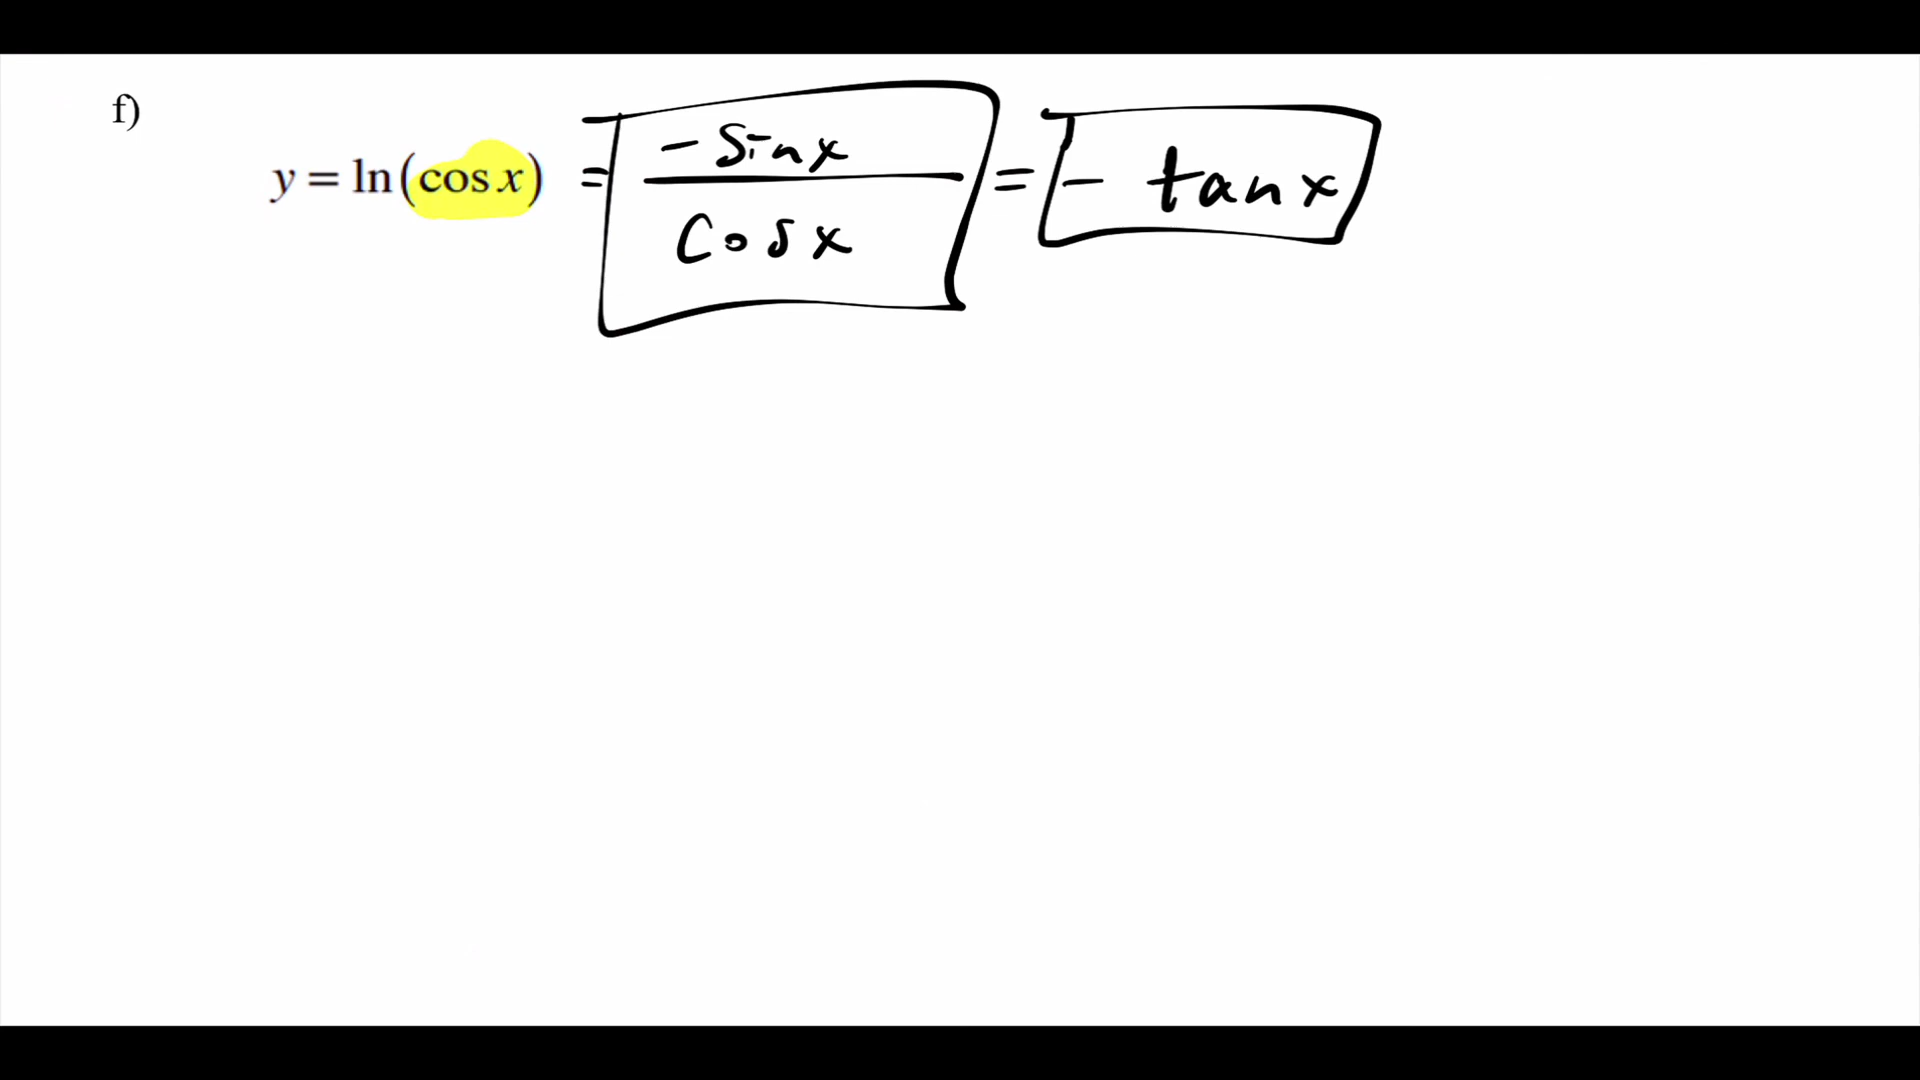 f)
y = ln(cos x) = -sinx/cosx = - tanx